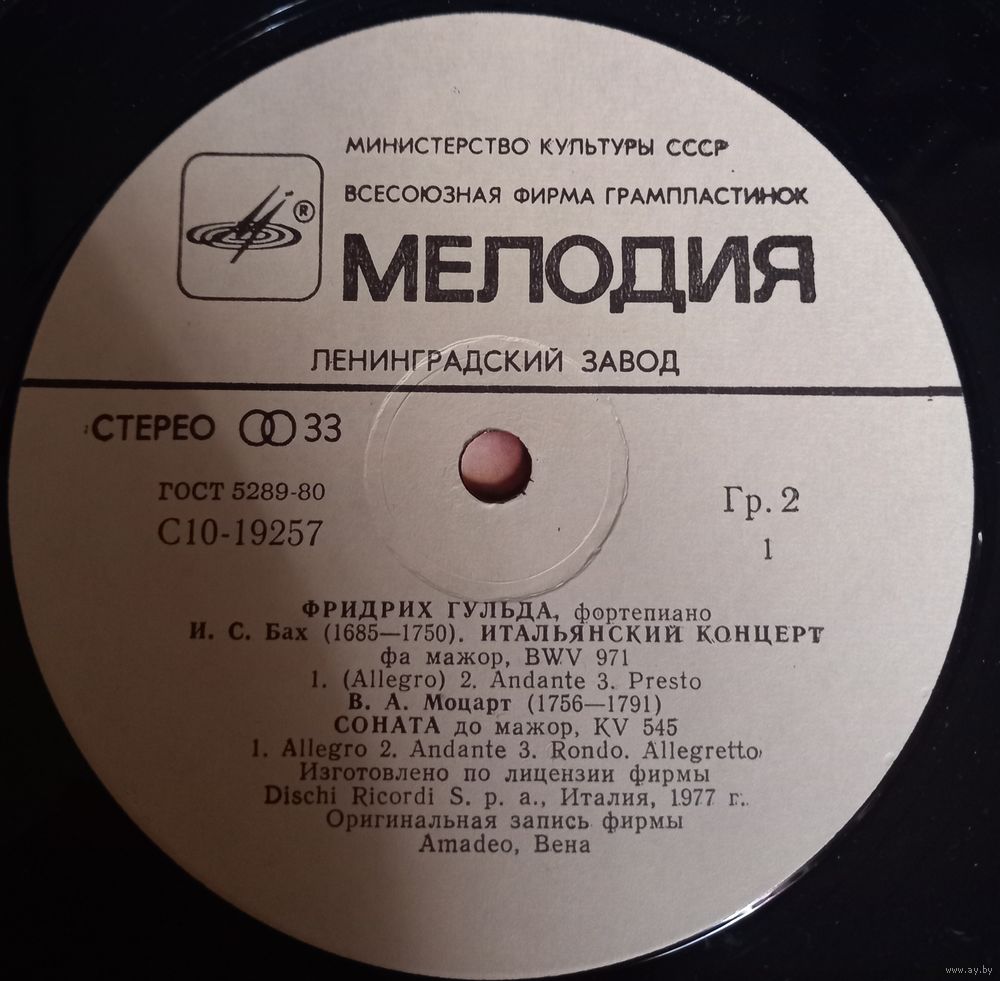 МИНИСТЕРСТВО КУЛЬТУРЫ СССР
ВСЕСОЮЗНАЯ ФИРМА ГРАМПЛАСТИНОК
®
МЕЛОДИЯ
ЛЕНИНГРАДСКИЙ ЗАВОД
СТЕРЕО 33
ГОСТ 5289-80
С10-19257
Гр. 2
1
ФРИДРИХ ГУЛЬДА, фортепиано
И. С. Бах (1685—1750). ИТАЛЬЯНСКИЙ КОНЦЕРТ
фа мажор, BWV 971
1. (Allegro) 2. Andante 3. Presto
В. А. Моцарт (1756—1791)
СОНАТА до мажор, KV 545
1. Allegro 2. Andante 3. Rondo. Allegretto
Изготовлено по лицензии фирмы
Dischi Ricordi S. p. a., Италия, 1977 г.
Оригинальная запись фирмы
Amadeo, Вена
www.ay.by